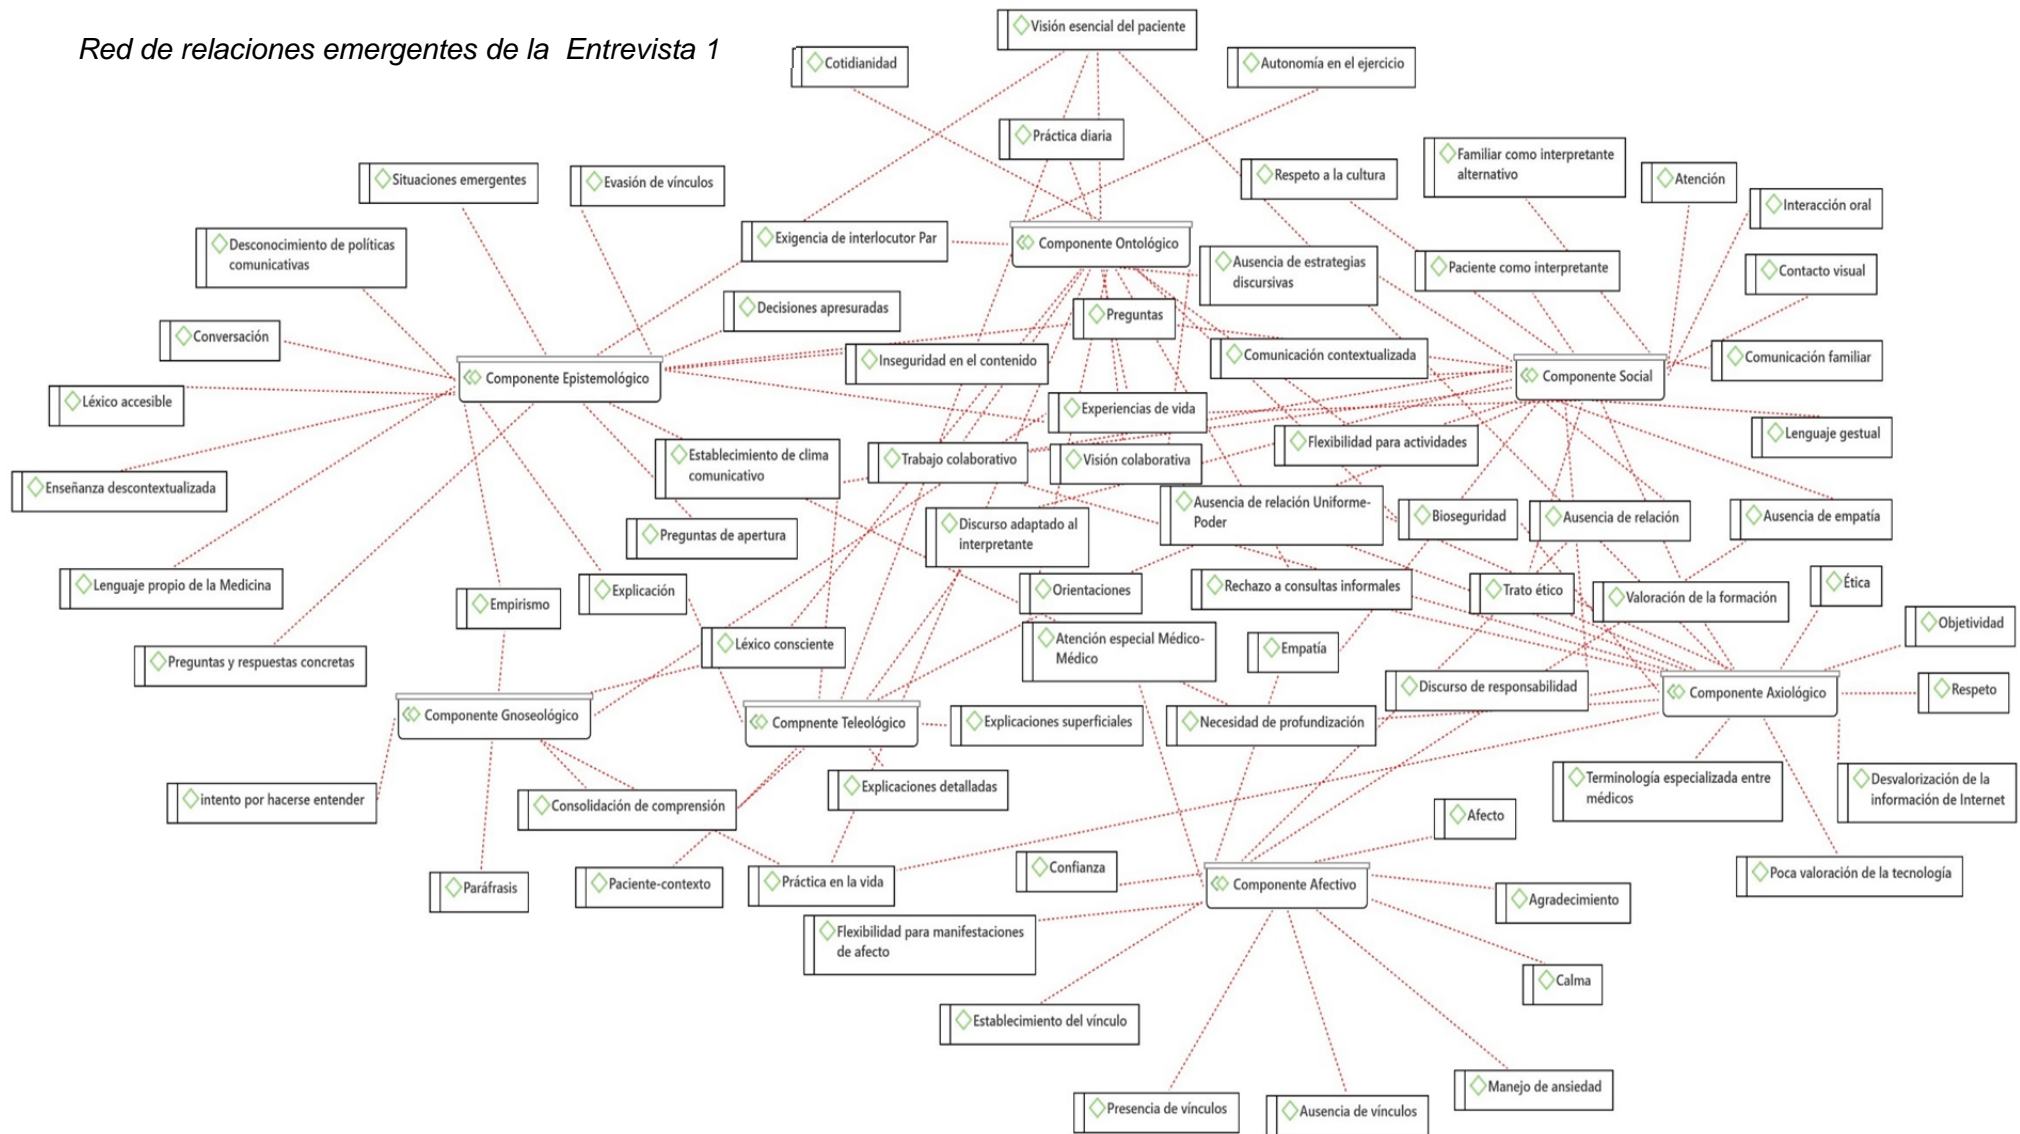 Red de relaciones emergentes de la Entrevista 1
Visión esencial del paciente
Cotidianidad
Autonomía en el ejercicio
Práctica diaria
Situaciones emergentes
Evasión de vínculos
Respeto a la cultura
Familiar como interpretante
alternativo
Atención
Interacción oral
Desconocimiento de políticas
comunicativas
Exigencia de interlocutor Par
Componente Ontológico
Ausencia de estrategias
discursivas
Paciente como interpretante
Contacto visual
Decisiones apresuradas
Preguntas
Conversación
Inseguridad en el contenido
Comunicación contextualizada
Comunicación familiar
Componente Epistemológico
Componente Social
Léxico accesible
Experiencias de vida
Lenguaje gestual
Establecimiento de clima
comunicativo
Trabajo colaborativo
Visión colaborativa
Flexibilidad para actividades
Enseñanza descontextualizada
Ausencia de relación Uniforme-
Poder
Bioseguridad
Ausencia de relación
Ausencia de empatía
Preguntas de apertura
Discurso adaptado al
interpretante
Lenguaje propio de la Medicina
Explicación
Empirismo
Orientaciones
Rechazo a consultas informales
Trato ético
Valoración de la formación
Ética
Objetividad
Léxico consciente
Atención especial Médico-
Médico
Empatía
Preguntas y respuestas concretas
Discurso de responsabilidad
Componente Axiológico
Respeto
Componente Gnoseológico
Compnente Teleológico
Explicaciones superficiales
Necesidad de profundización
intento por hacerse entender
Consolidación de comprensión
Explicaciones detalladas
Terminología especializada entre
médicos
Desvalorización de la
información de Internet
Afecto
Paráfrasis
Paciente-contexto
Práctica en la vida
Confianza
Componente Afectivo
Poca valoración de la tecnología
Agradecimiento
Flexibilidad para manifestaciones
de afecto
Calma
Establecimiento del vínculo
Manejo de ansiedad
Presencia de vínculos
Ausencia de vínculos